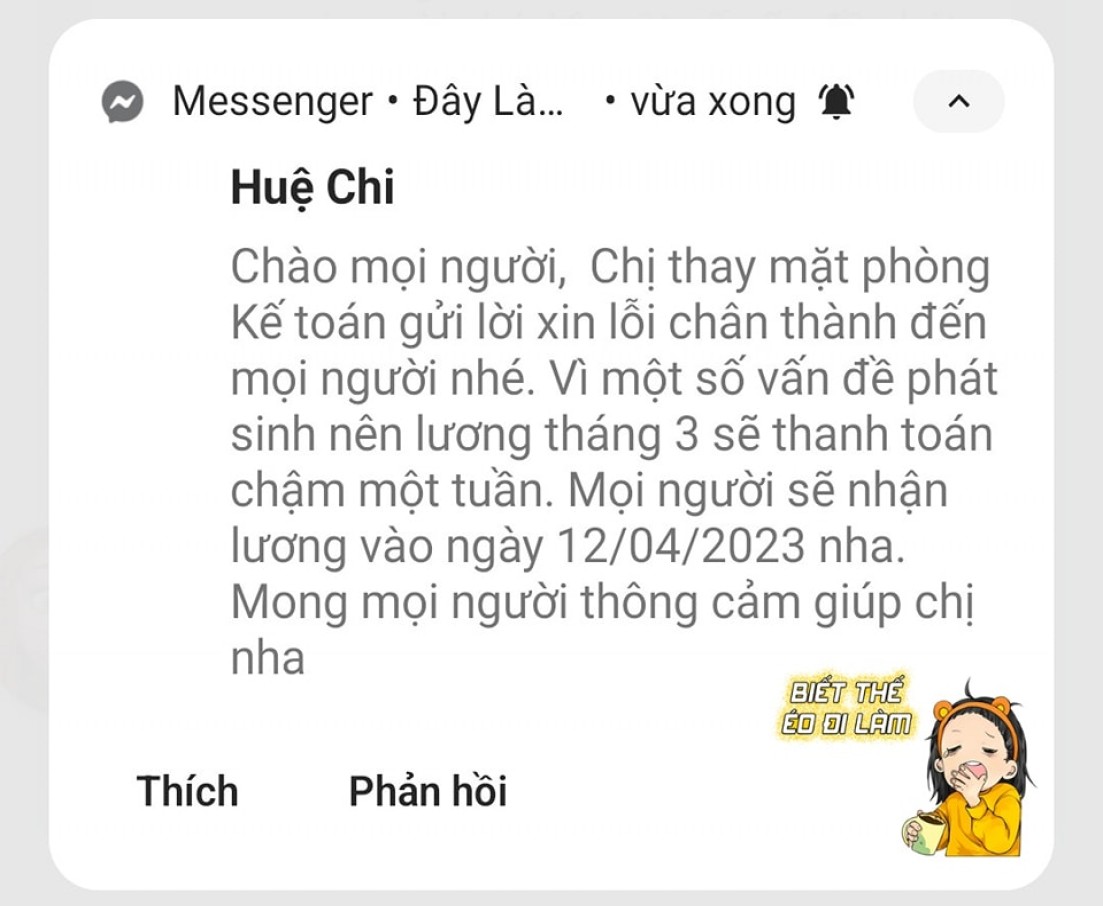 Messenger • Đây Là... • vừa xong
Huệ Chi
Chào mọi người,  Chị thay mặt phòng
Kế toán gửi lời xin lỗi chân thành đến
mọi người nhé. Vì một số vấn đề phát
sinh nên lương tháng 3 sẽ thanh toán
chậm một tuần. Mọi người sẽ nhận
lương vào ngày 12/04/2023 nha.
Mong mọi người thông cảm giúp chị
nha
BIẾT THẾ
ÉO ĐI LÀM
Thích Phản hồi